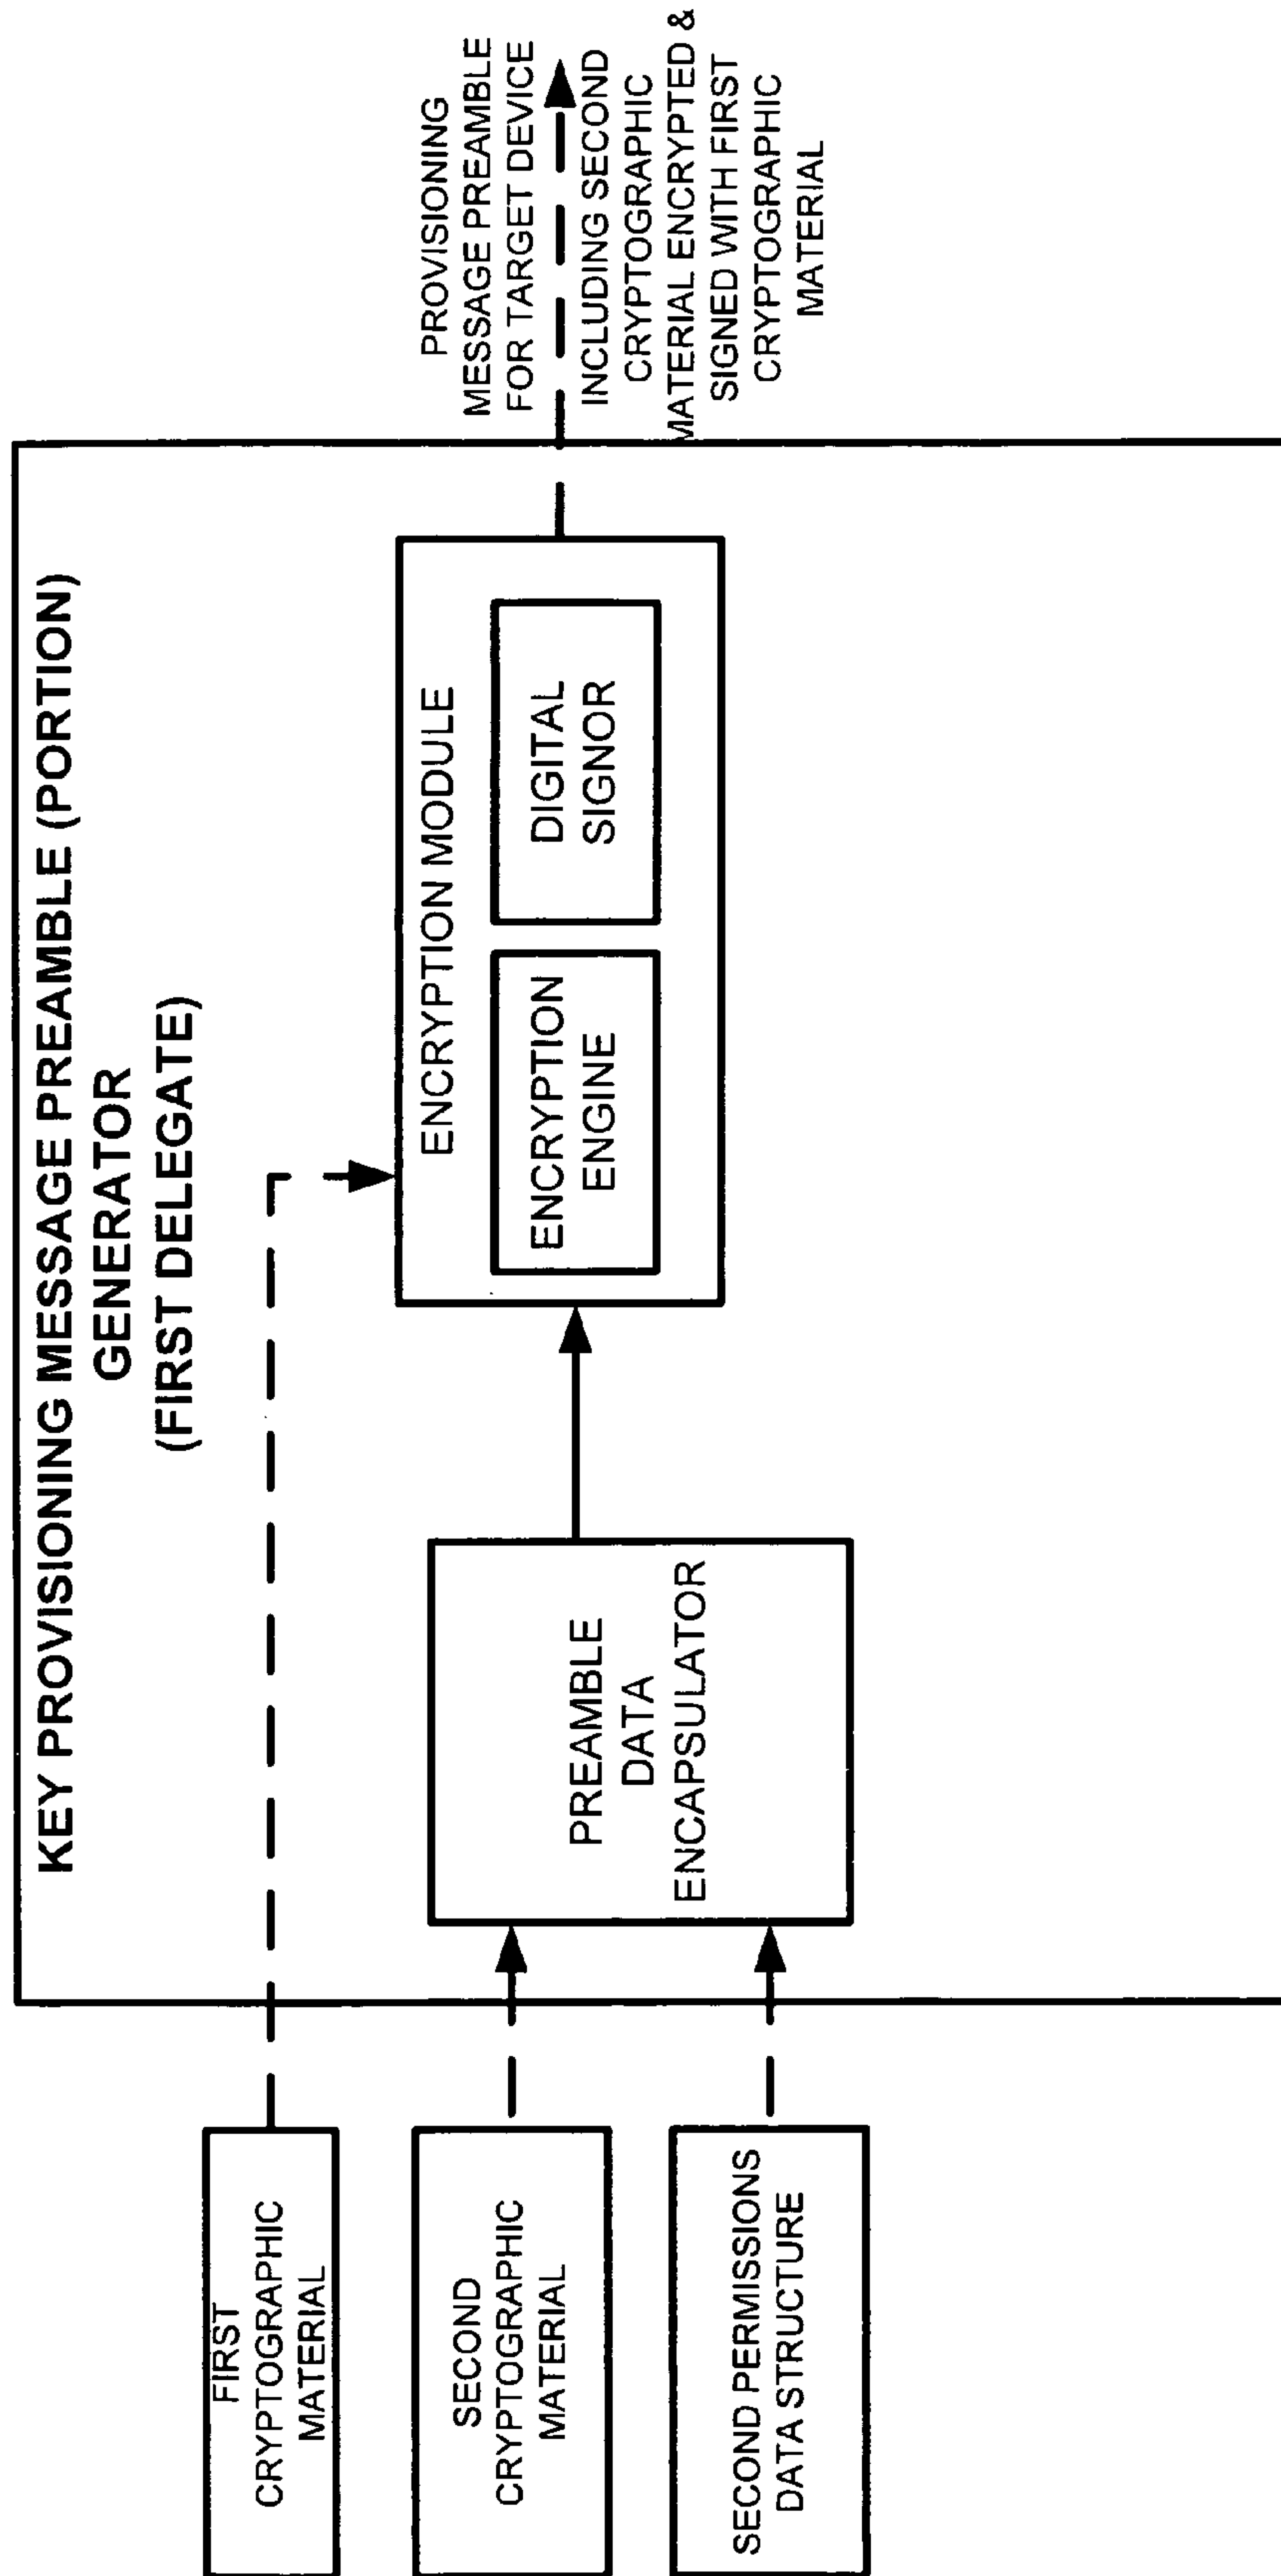 KEY PROVISIONING MESSAGE PREAMBLE (PORTION)
GENERATOR
(FIRST DELEGATE)
FIRST
CRYPTOGRAPHIC
MATERIAL
SECOND
CRYPTOGRAPHIC
MATERIAL
SECOND PERMISSIONS
DATA STRUCTURE
PREAMBLE
DATA
ENCAPSULATOR
ENCRYPTION MODULE
ENCRYPTION
ENGINE
DIGITAL
SIGNOR
PROVISIONING
MESSAGE PREAMBLE
FOR TARGET DEVICE
INCLUDING SECOND
CRYPTOGRAPHIC
MATERIAL ENCRYPTED &
SIGNED WITH FIRST
CRYPTOGRAPHIC
MATERIAL